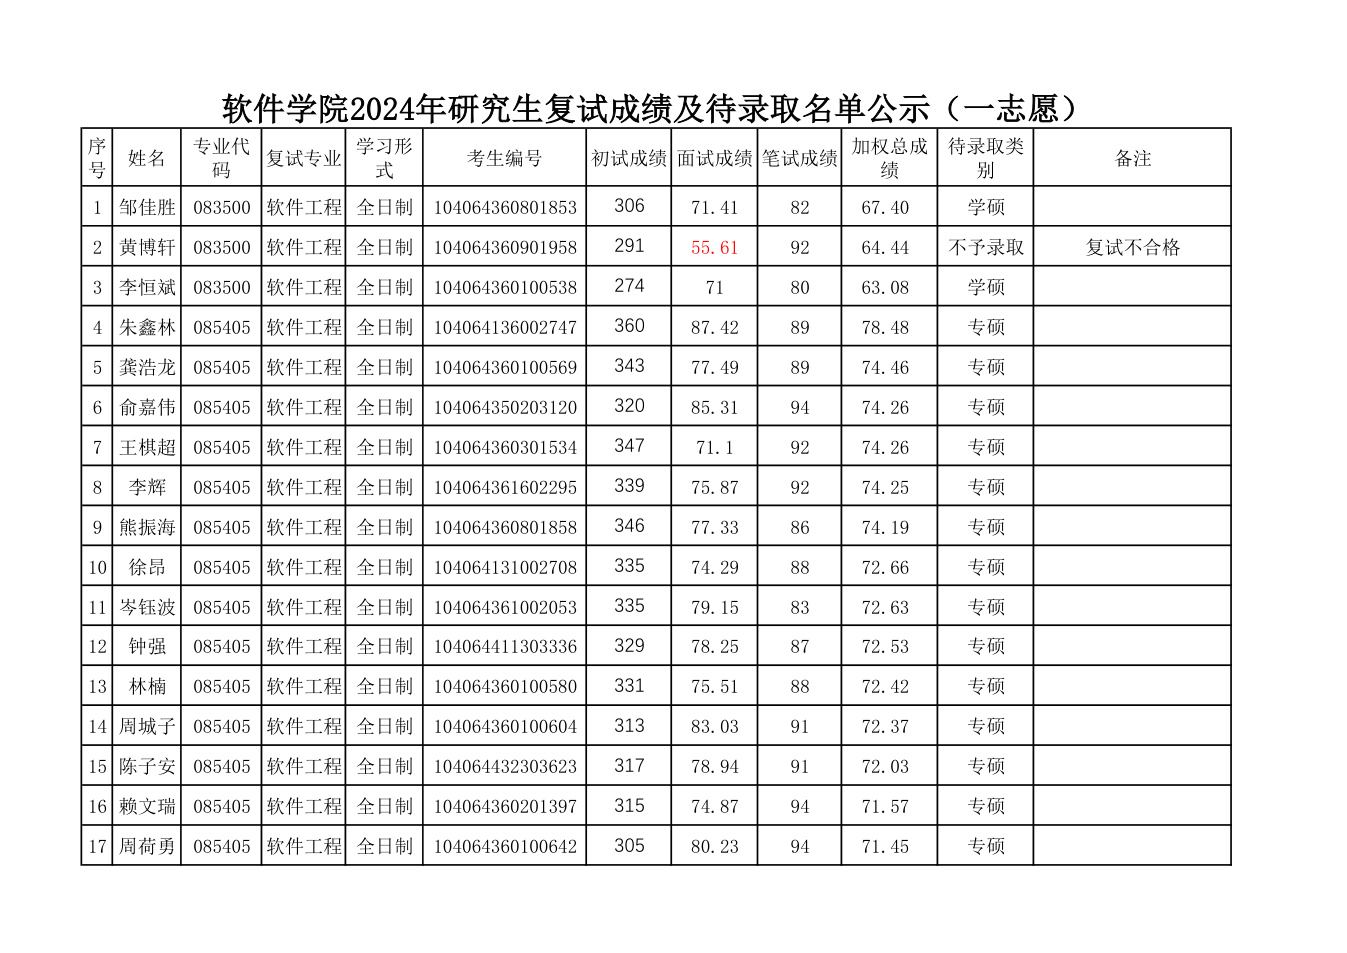 软件学院2024年研究生复试成绩及待录取名单公示（一志愿）
序号 姓名 专业代码 复试专业 学习形式 考生编号 初试成绩 面试成绩 笔试成绩 加权总成绩 待录取类别 备注
1 邹佳胜 083500 软件工程 全日制 104064360801853 306 71.41 82 67.40 学硕
2 黄博轩 083500 软件工程 全日制 104064360901958 291 55.61 92 64.44 不予录取 复试不合格
3 李恒斌 083500 软件工程 全日制 104064360100538 274 71 80 63.08 学硕
4 朱鑫林 085405 软件工程 全日制 104064136002747 360 87.42 89 78.48 专硕
5 龚浩龙 085405 软件工程 全日制 104064360100569 343 77.49 89 74.46 专硕
6 俞嘉伟 085405 软件工程 全日制 104064350203120 320 85.31 94 74.26 专硕
7 王棋超 085405 软件工程 全日制 104064360301534 347 71.1 92 74.26 专硕
8 李辉 085405 软件工程 全日制 104064361602295 339 75.87 92 74.25 专硕
9 熊振海 085405 软件工程 全日制 104064360801858 346 77.33 86 74.19 专硕
10 徐昂 085405 软件工程 全日制 104064131002708 335 74.29 88 72.66 专硕
11 岑钰波 085405 软件工程 全日制 104064361002053 335 79.15 83 72.63 专硕
12 钟强 085405 软件工程 全日制 104064411303336 329 78.25 87 72.53 专硕
13 林楠 085405 软件工程 全日制 104064360100580 331 75.51 88 72.42 专硕
14 周城子 085405 软件工程 全日制 104064360100604 313 83.03 91 72.37 专硕
15 陈子安 085405 软件工程 全日制 104064432303623 317 78.94 91 72.03 专硕
16 赖文瑞 085405 软件工程 全日制 104064360201397 315 74.87 94 71.57 专硕
17 周荷勇 085405 软件工程 全日制 104064360100642 305 80.23 94 71.45 专硕